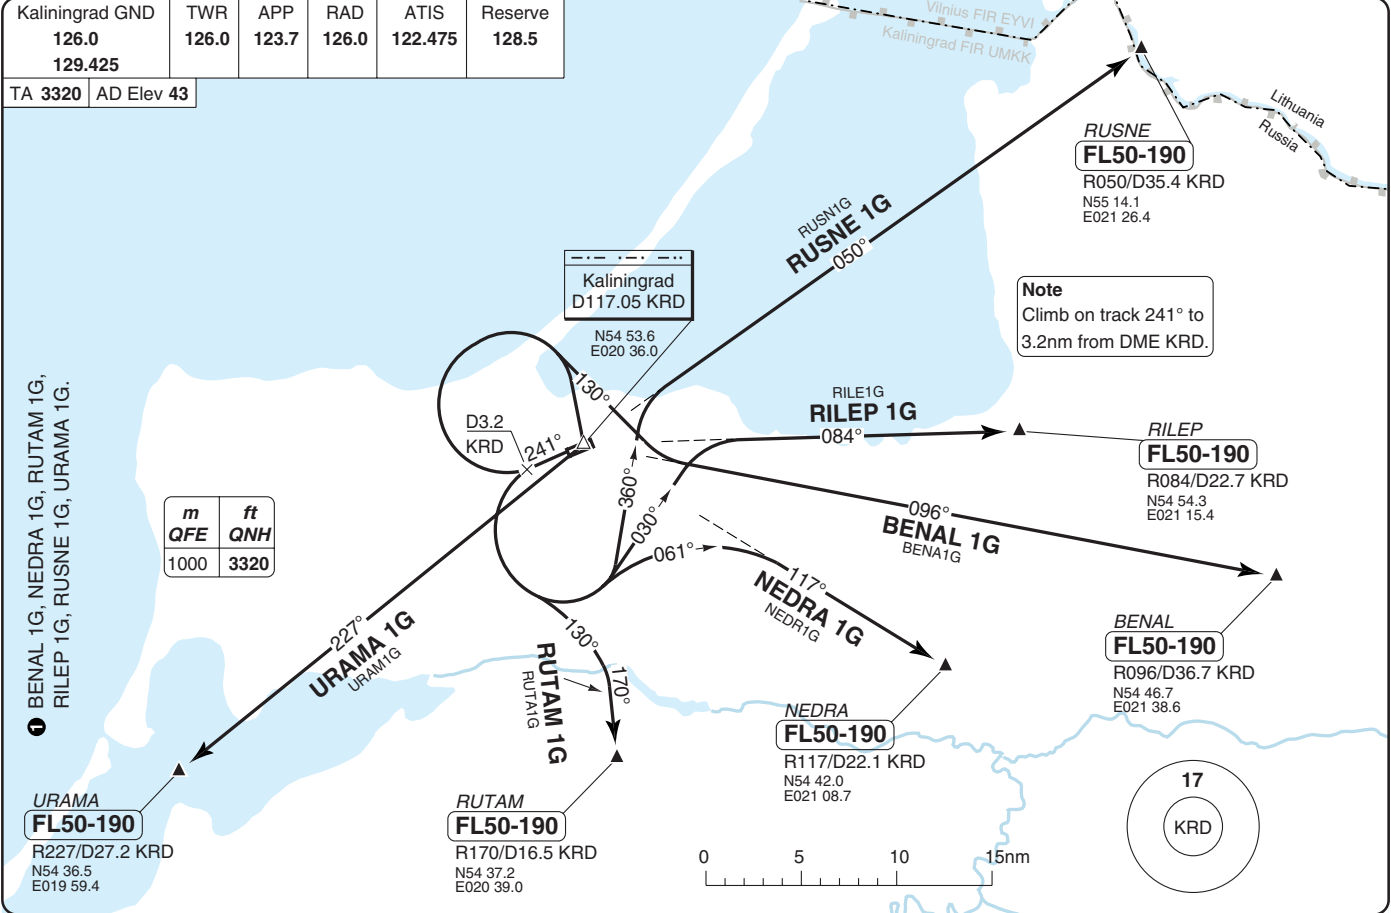 Kaliningrad GND TWR APP RAD ATIS Reserve
126.0 126.0 123.7 126.0 122.475 128.5
129.425
TA 3320 AD Elev 43
Vilnius FIR EYVI
Kaliningrad FIR UMKK
Lithuania
Russia
RUSNE
FL50-190
R050/D35.4 KRD
N55 14.1
E021 26.4
RUSN1G
RUSNE 1G
050°
Kaliningrad
D117.05 KRD
N54 53.6
E020 36.0
Note
Climb on track 241° to
3.2nm from DME KRD.
❶ BENAL 1G, NEDRA 1G, RUTAM 1G,
RILEP 1G, RUSNE 1G, URAMA 1G.
130°
D3.2
KRD
241°
RILE1G
RILEP 1G
084°
RILEP
FL50-190
R084/D22.7 KRD
N54 54.3
E021 15.4
m ft
QFE QNH
1000 3320
360°
030°
061°
096°
BENAL 1G
BENA1G
117°
NEDRA 1G
NEDR1G
BENAL
FL50-190
R096/D36.7 KRD
N54 46.7
E021 38.6
227°
URAMA 1G
URAM1G
130°
170°
RUTAM 1G
RUTA1G
NEDRA
FL50-190
R117/D22.1 KRD
N54 42.0
E021 08.7
URAMA
FL50-190
R227/D27.2 KRD
N54 36.5
E019 59.4
RUTAM
FL50-190
R170/D16.5 KRD
N54 37.2
E020 39.0
0 5 10 15nm
17
KRD